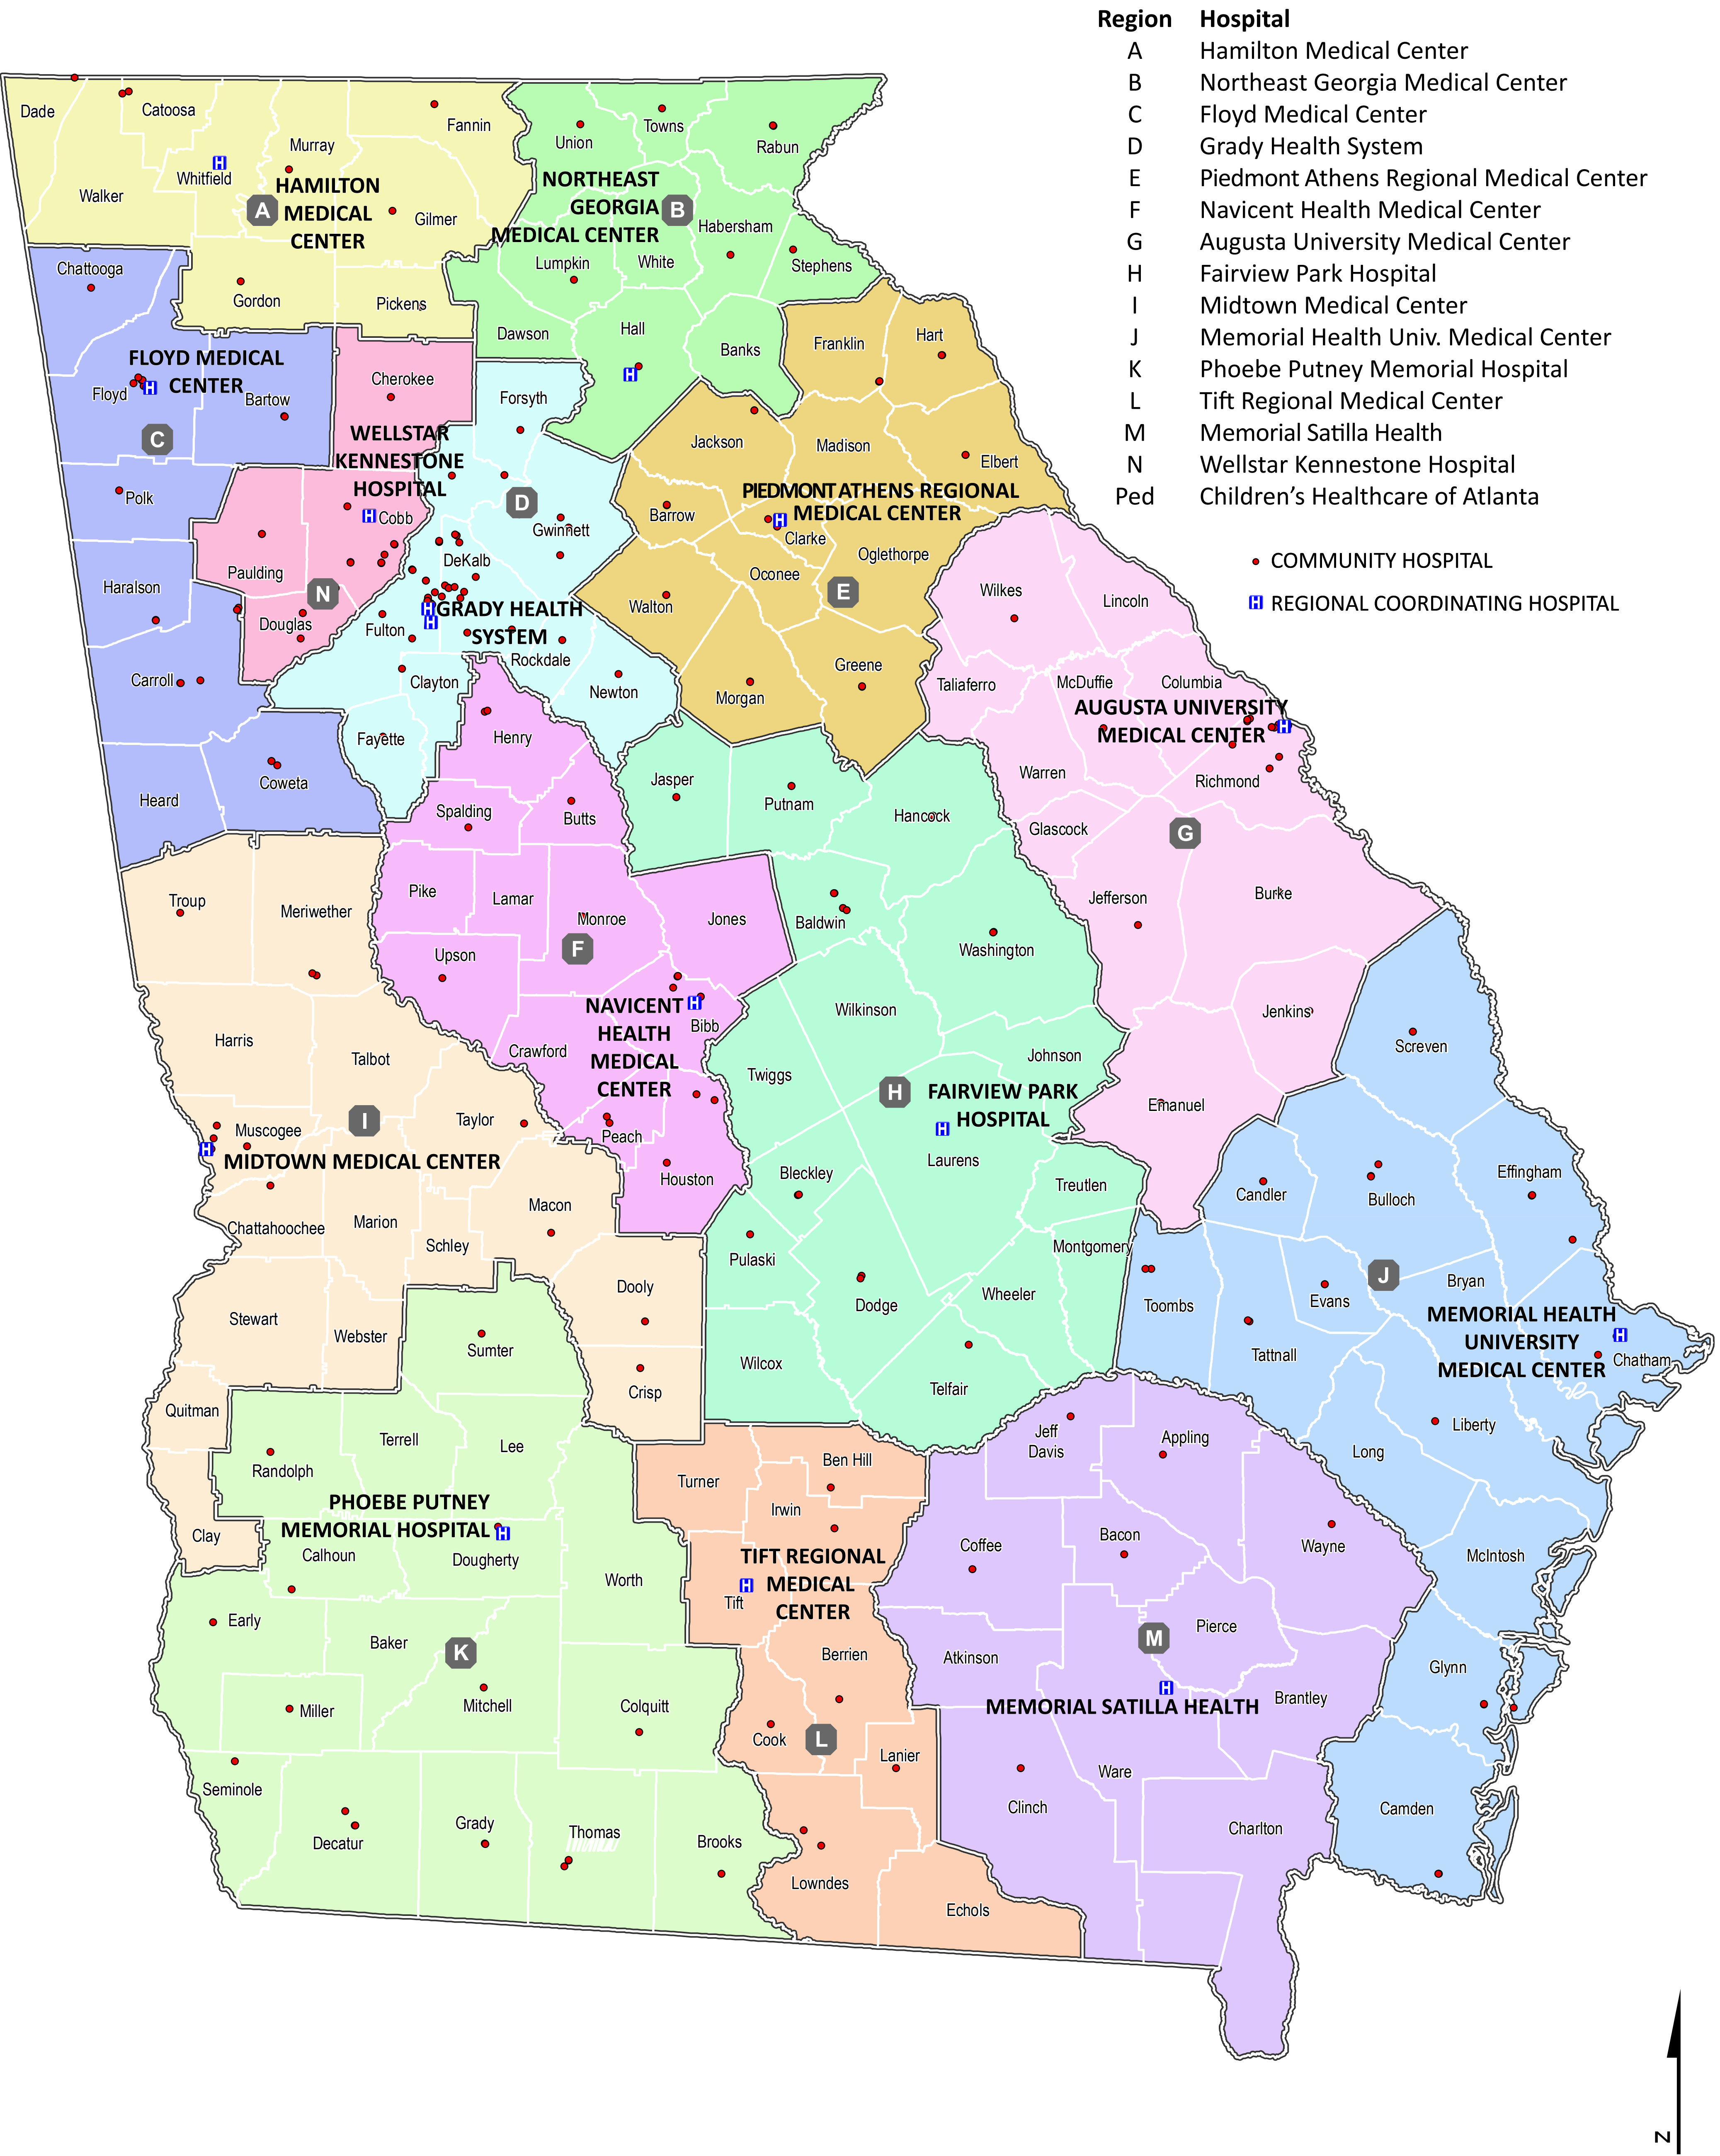 Region Hospital
A Hamilton Medical Center
B Northeast Georgia Medical Center
C Floyd Medical Center
D Grady Health System
E Piedmont Athens Regional Medical Center
F Navicent Health Medical Center
G Augusta University Medical Center
H Fairview Park Hospital
I Midtown Medical Center
J Memorial Health Univ. Medical Center
K Phoebe Putney Memorial Hospital
L Tift Regional Medical Center
M Memorial Satilla Health
N Wellstar Kennestone Hospital
Ped Children's Healthcare of Atlanta
COMMUNITY HOSPITAL
H REGIONAL COORDINATING HOSPITAL
Dade
Catoosa
Fannin
Murray
Whitfield
Walker
HAMILTON
MEDICAL
CENTER
A
Gilmer
Gordon
Pickens
Union
Towns
Rabun
NORTHEAST
GEORGIA
MEDICAL CENTER
B
Habersham
Lumpkin
White
Stephens
Dawson
Hall
Banks
Chattooga
FLOYD MEDICAL
CENTER
Floyd
Bartow
C
Polk
Haralson
Carroll
Heard
Coweta
Cherokee
WELLSTAR
KENNESTONE
HOSPITAL
Cobb
Paulding
N
Douglas
Forsyth
D
Gwinnett
DeKalb
GRADY HEALTH
SYSTEM
Fulton
Rockdale
Clayton
Newton
Fayette
Franklin
Hart
Jackson
Madison
Elbert
PIEDMONT ATHENS REGIONAL
MEDICAL CENTER
Barrow
Clarke
Oglethorpe
Oconee
E
Walton
Greene
Morgan
Wilkes
Lincoln
Taliaferro
McDuffie
Columbia
AUGUSTA UNIVERSITY
MEDICAL CENTER
Warren
Richmond
Glascock
G
Jefferson
Burke
Jenkins
Emanuel
Henry
Spalding
Butts
Pike
Lamar
Monroe
Jones
Upson
F
NAVICENT
HEALTH
MEDICAL
CENTER
Bibb
Crawford
Peach
Houston
Jasper
Putnam
Hancock
Baldwin
Washington
Wilkinson
Johnson
Twiggs
H
FAIRVIEW PARK
HOSPITAL
Laurens
Bleckley
Treutlen
Montgomery
Pulaski
Dodge
Wheeler
Wilcox
Telfair
Troup
Meriwether
Harris
Talbot
Taylor
I
Muscogee
MIDTOWN MEDICAL CENTER
Chattahoochee
Marion
Macon
Schley
Dooly
Stewart
Webster
Crisp
Quitman
Clay
Screven
Candler
Bulloch
Effingham
J
Bryan
Toombs
Evans
MEMORIAL HEALTH
UNIVERSITY
MEDICAL CENTER
Chatham
Tattnall
Liberty
Long
McIntosh
Glynn
Camden
Sumter
Terrell
Lee
Randolph
PHOEBE PUTNEY
MEMORIAL HOSPITAL
Calhoun
Dougherty
Worth
Early
Baker
K
Mitchell
Miller
Colquitt
Seminole
Decatur
Grady
Thomas
Brooks
Turner
Ben Hill
Irwin
TIFT REGIONAL
MEDICAL
CENTER
Tift
Berrien
Cook
L
Lanier
Lowndes
Echols
Jeff
Davis
Appling
Coffee
Bacon
Wayne
Pierce
M
Atkinson
MEMORIAL SATILLA HEALTH
Brantley
Ware
Clinch
Charlton
N